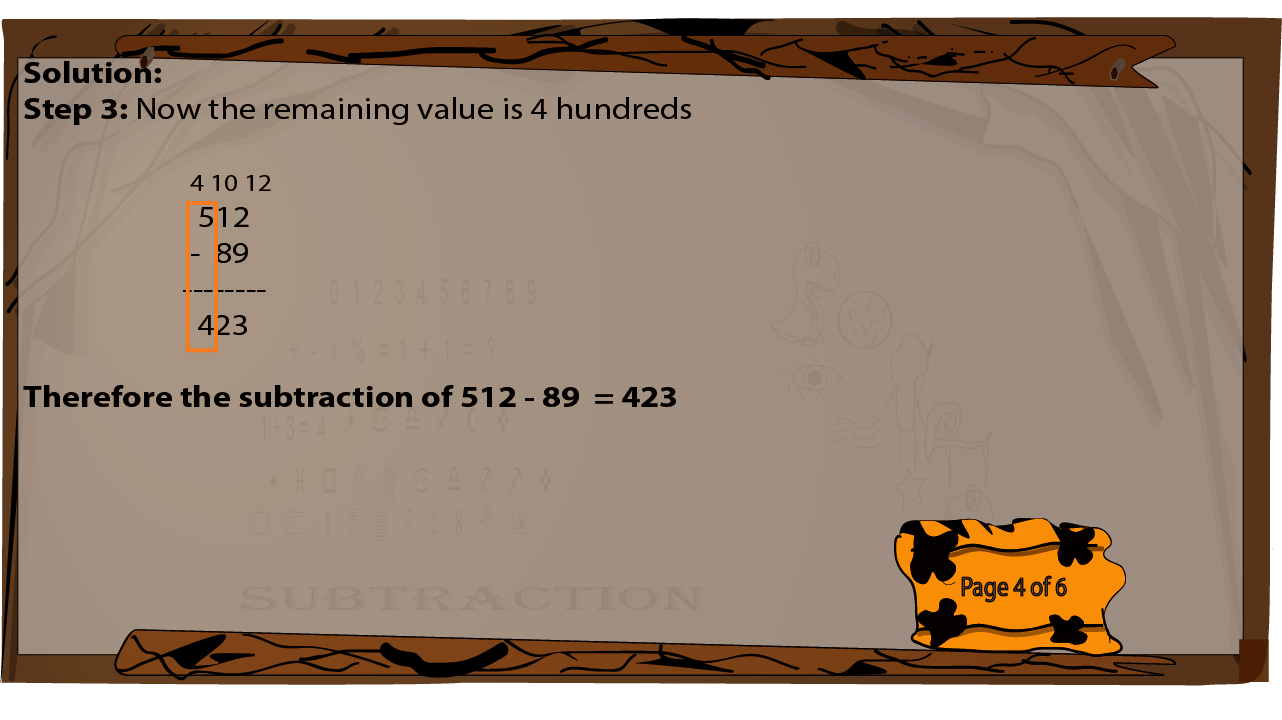 Solution:
Step 3: Now the remaining value is 4 hundreds
4 10 12
512
- 89
--------
423
0 1 2 3 4 5 6 7 8 9
+ - x % = 1 + 1 = ?
Therefore the subtraction of 512 - 89 = 423
1+3=4
Page 4 of 6
SUBTRACTION